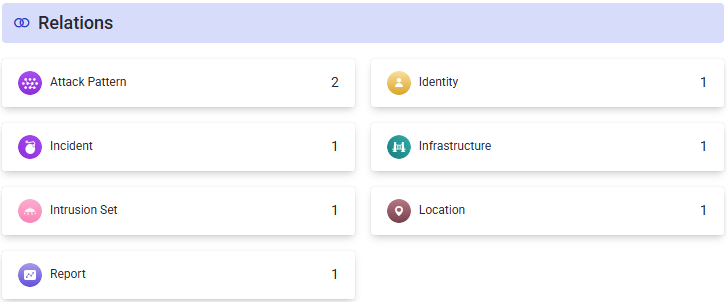 Relations
Attack Pattern 2
Identity 1
Incident 1
Infrastructure 1
Intrusion Set 1
Location 1
Report 1